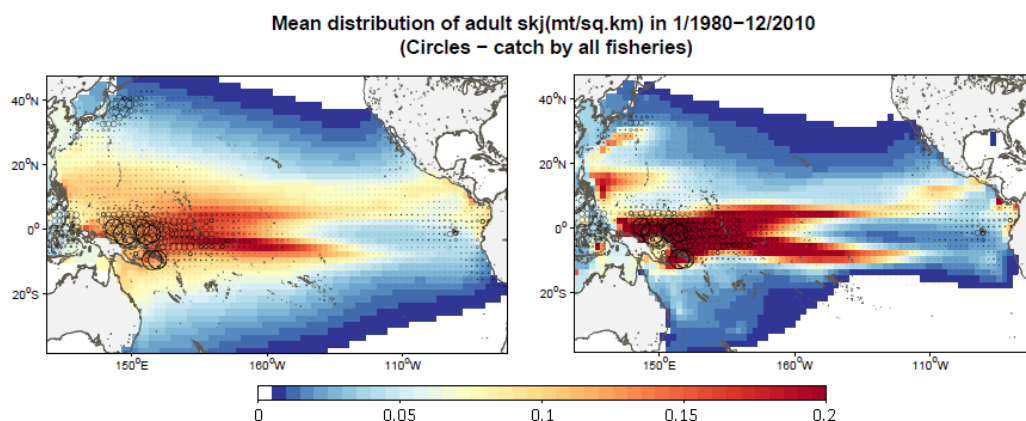 Mean distribution of adult skj(mt/sq.km) in 1/1980−12/2010
(Circles − catch by all fisheries)
40°N
20°N
0°
20°S
150°E
160°W
110°W
40°N
20°N
0°
20°S
150°E
160°W
110°W
0
0.05
0.1
0.15
0.2